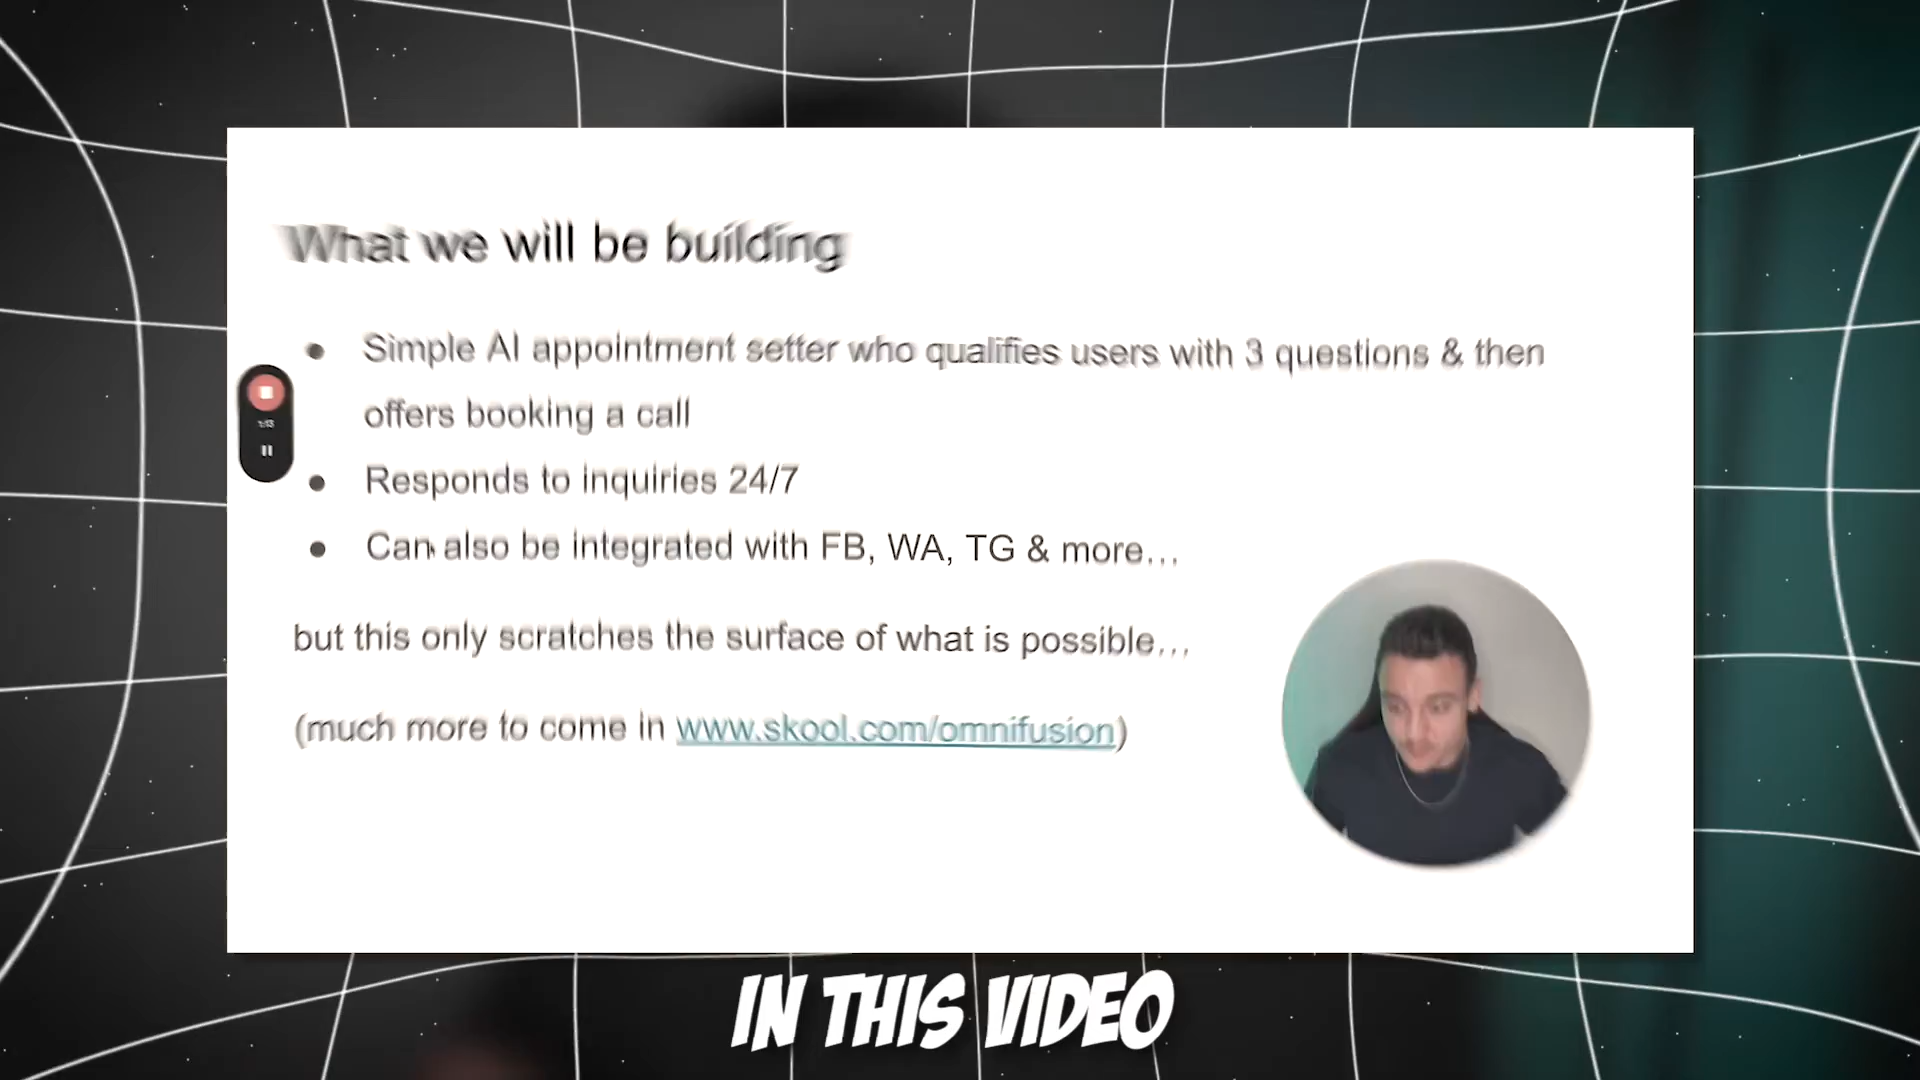 What we will be building
● Simple AI appointment setter who qualifies users with 3 questions & then
offers booking a call
● Responds to inquiries 24/7
● Can also be integrated with FB, WA, TG & more...
but this only scratches the surface of what is possible...
(much more to come in www.skool.com/omnifusion)
1:13
IN THIS VIDEO